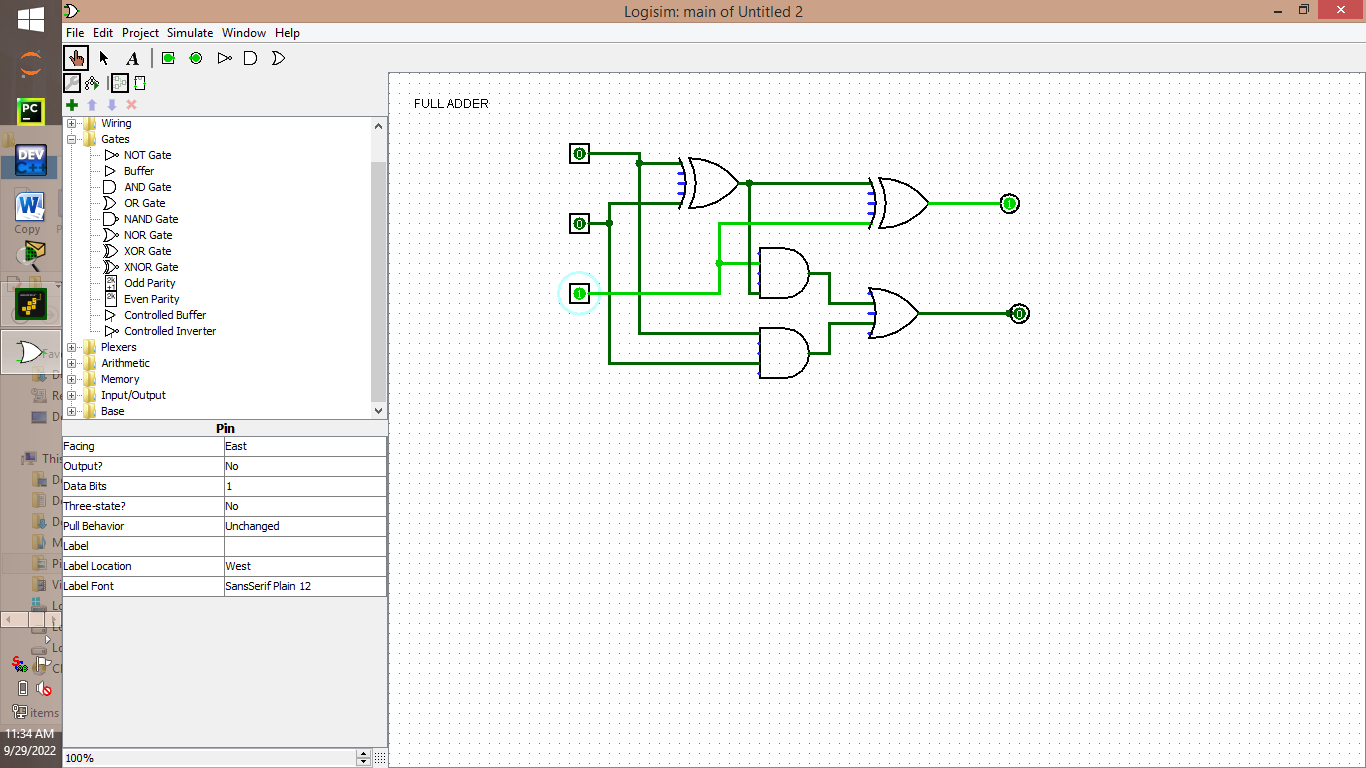 Logisim: main of Untitled 2
File Edit Project Simulate Window Help
A
FULL ADDER
Wiring
Gates
NOT Gate
Buffer
AND Gate
OR Gate
NAND Gate
NOR Gate
XOR Gate
XNOR Gate
Odd Parity
Even Parity
Controlled Buffer
Controlled Inverter
Plexers
Arithmetic
Memory
Input/Output
Base
Pin
Facing East
Output? No
Data Bits 1
Three-state? No
Pull Behavior Unchanged
Label
Label Location West
Label Font SansSerif Plain 12
100%
0
0
1
1
0
PC
DEV
C++
W
Copy
Fav
This
items
11:34 AM
9/29/2022